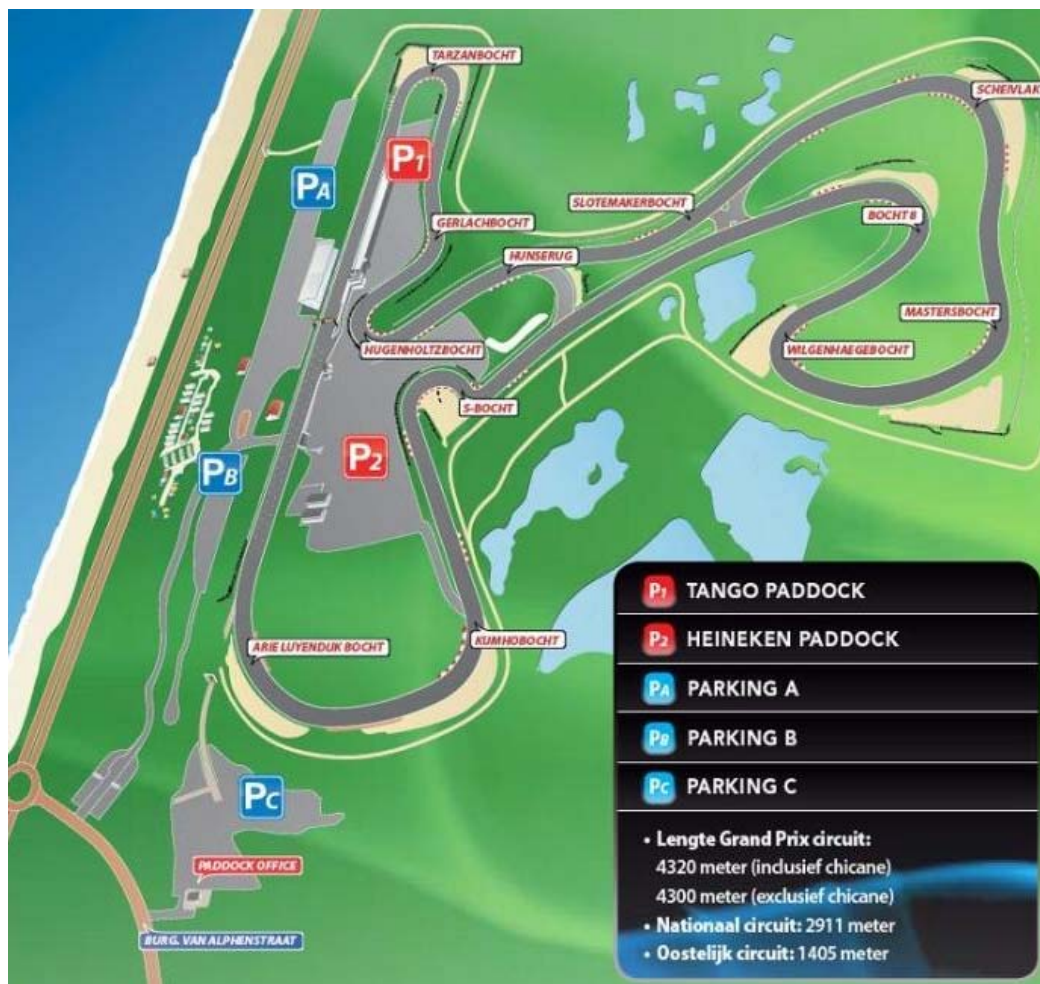 TARZANBOCHT
SCHEIVLAK
P1
PA
SLOTEMAKERBOCHT
BOCHT 8
GERLACHBOCHT
HUNSERUG
MASTERSBOCHT
HUGENHOLTZBOCHT
WILGENHAEGEBOCHT
S-BOCHT
P2
PB
ARIE LUYENDIJK BOCHT
KUMHOBOCHT
PC
PADDOCK OFFICE
BURG. VAN ALPHENSTRAAT
P1 TANGO PADDOCK
P2 HEINEKEN PADDOCK
PA PARKING A
PB PARKING B
PC PARKING C
• Lengte Grand Prix circuit:
4320 meter (inclusief chicane)
4300 meter (exclusief chicane)
• Nationaal circuit: 2911 meter
• Oostelijk circuit: 1405 meter